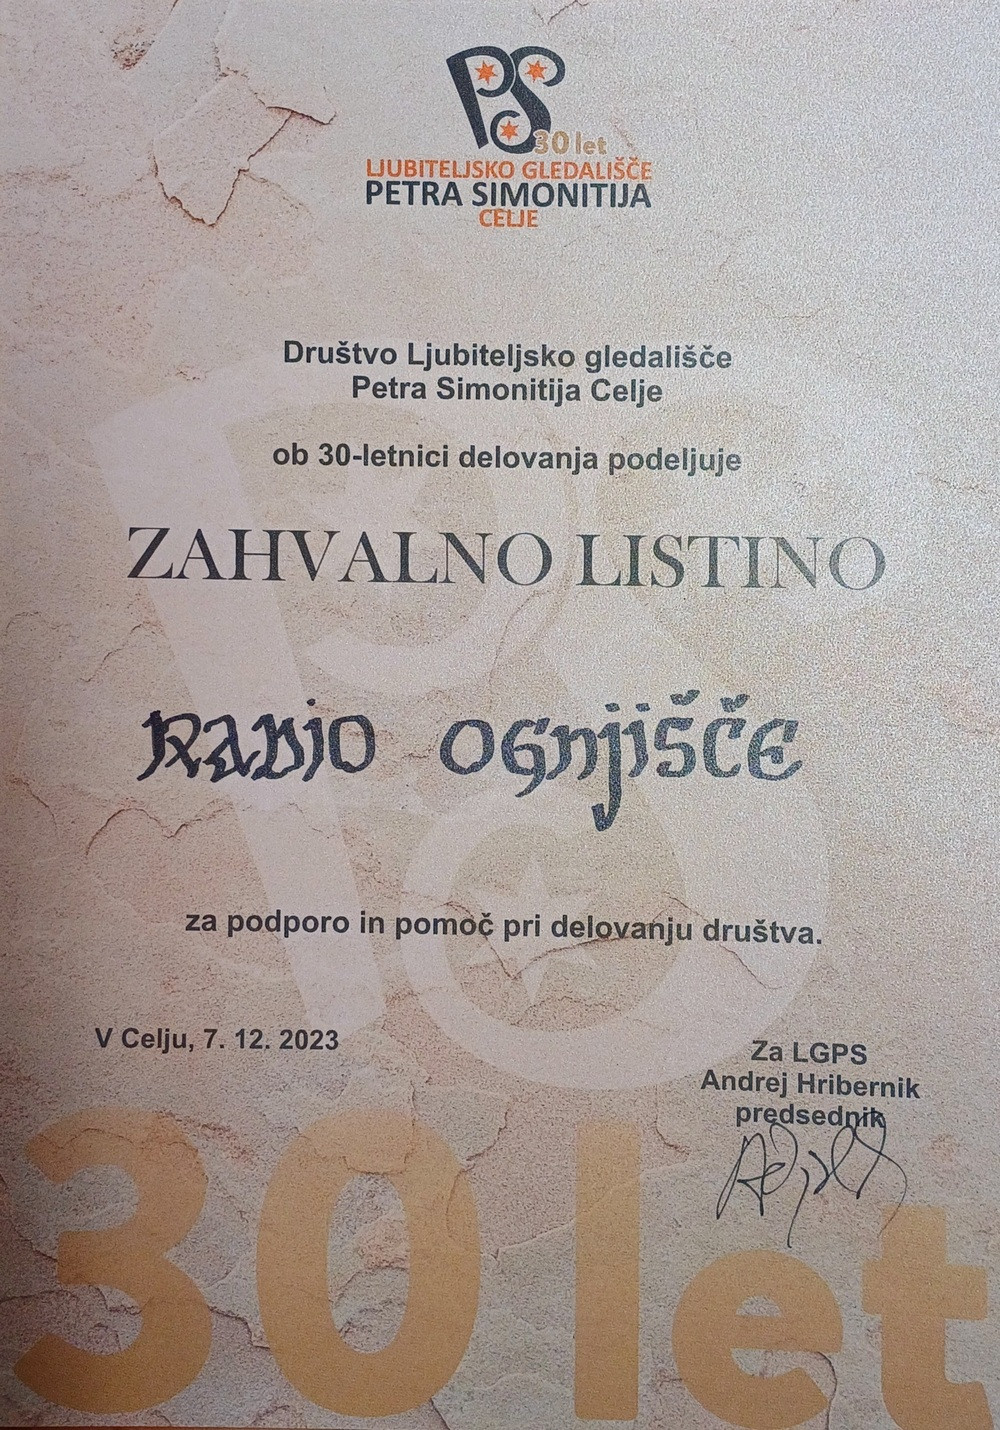 PS
30 let
LJUBITELJSKO GLEDALIŠČE
PETRA SIMONITIJA
CELJE
Društvo Ljubiteljsko gledališče
Petra Simonitija Celje
ob 30-letnici delovanja podeljuje
ZAHVALNO LISTINO
RADIO OGNJIŠČE
za podporo in pomoč pri delovanju društva.
V Celju, 7. 12. 2023
Za LGPS
Andrej Hribernik
predsednik
30 let